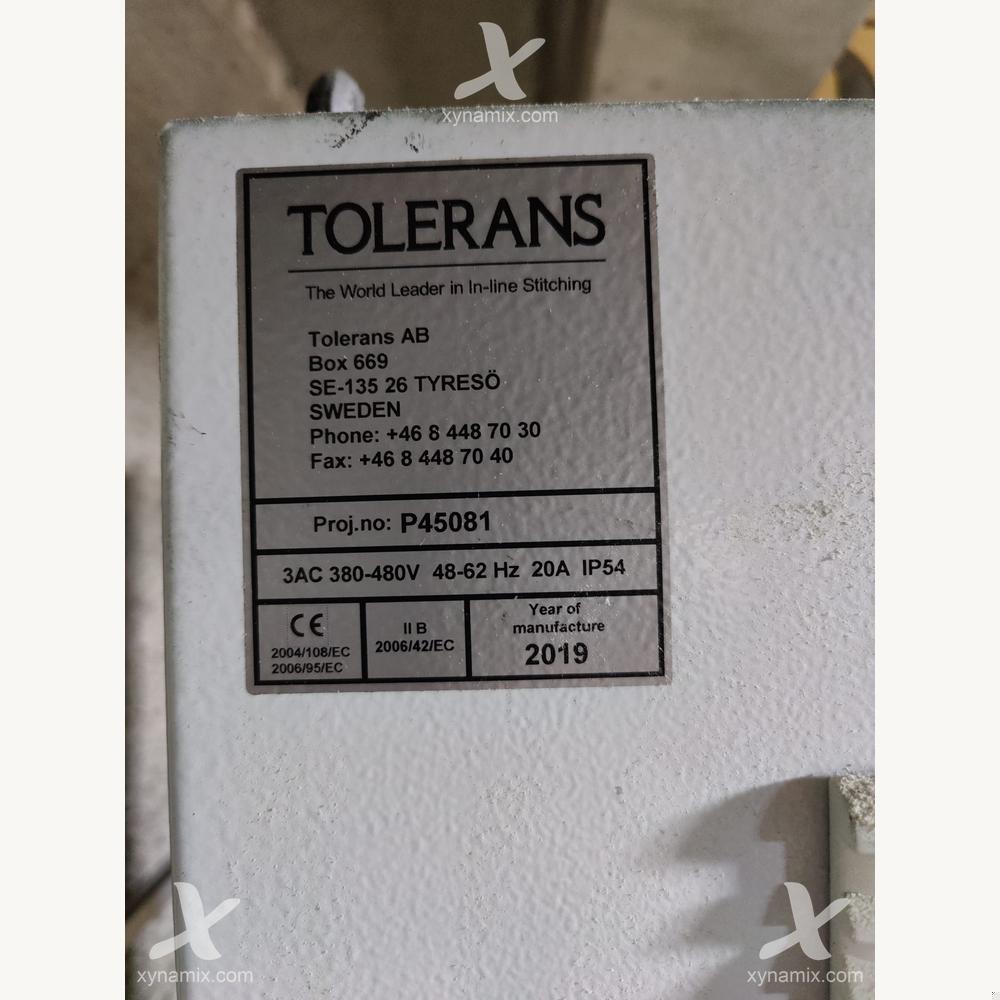 X
xynamix.com
TOLERANS
The World Leader in In-line Stitching
Tolerans AB
Box 669
SE-135 26 TYRESÖ
SWEDEN
Phone: +46 8 448 70 30
Fax: +46 8 448 70 40
Proj.no: P45081
3AC 380-480V 48-62 Hz 20A IP54
CE
2004/108/EC
2006/95/EC
II B
2006/42/EC
Year of
manufacture
2019
X
xynamix.com
X
xynamix.com